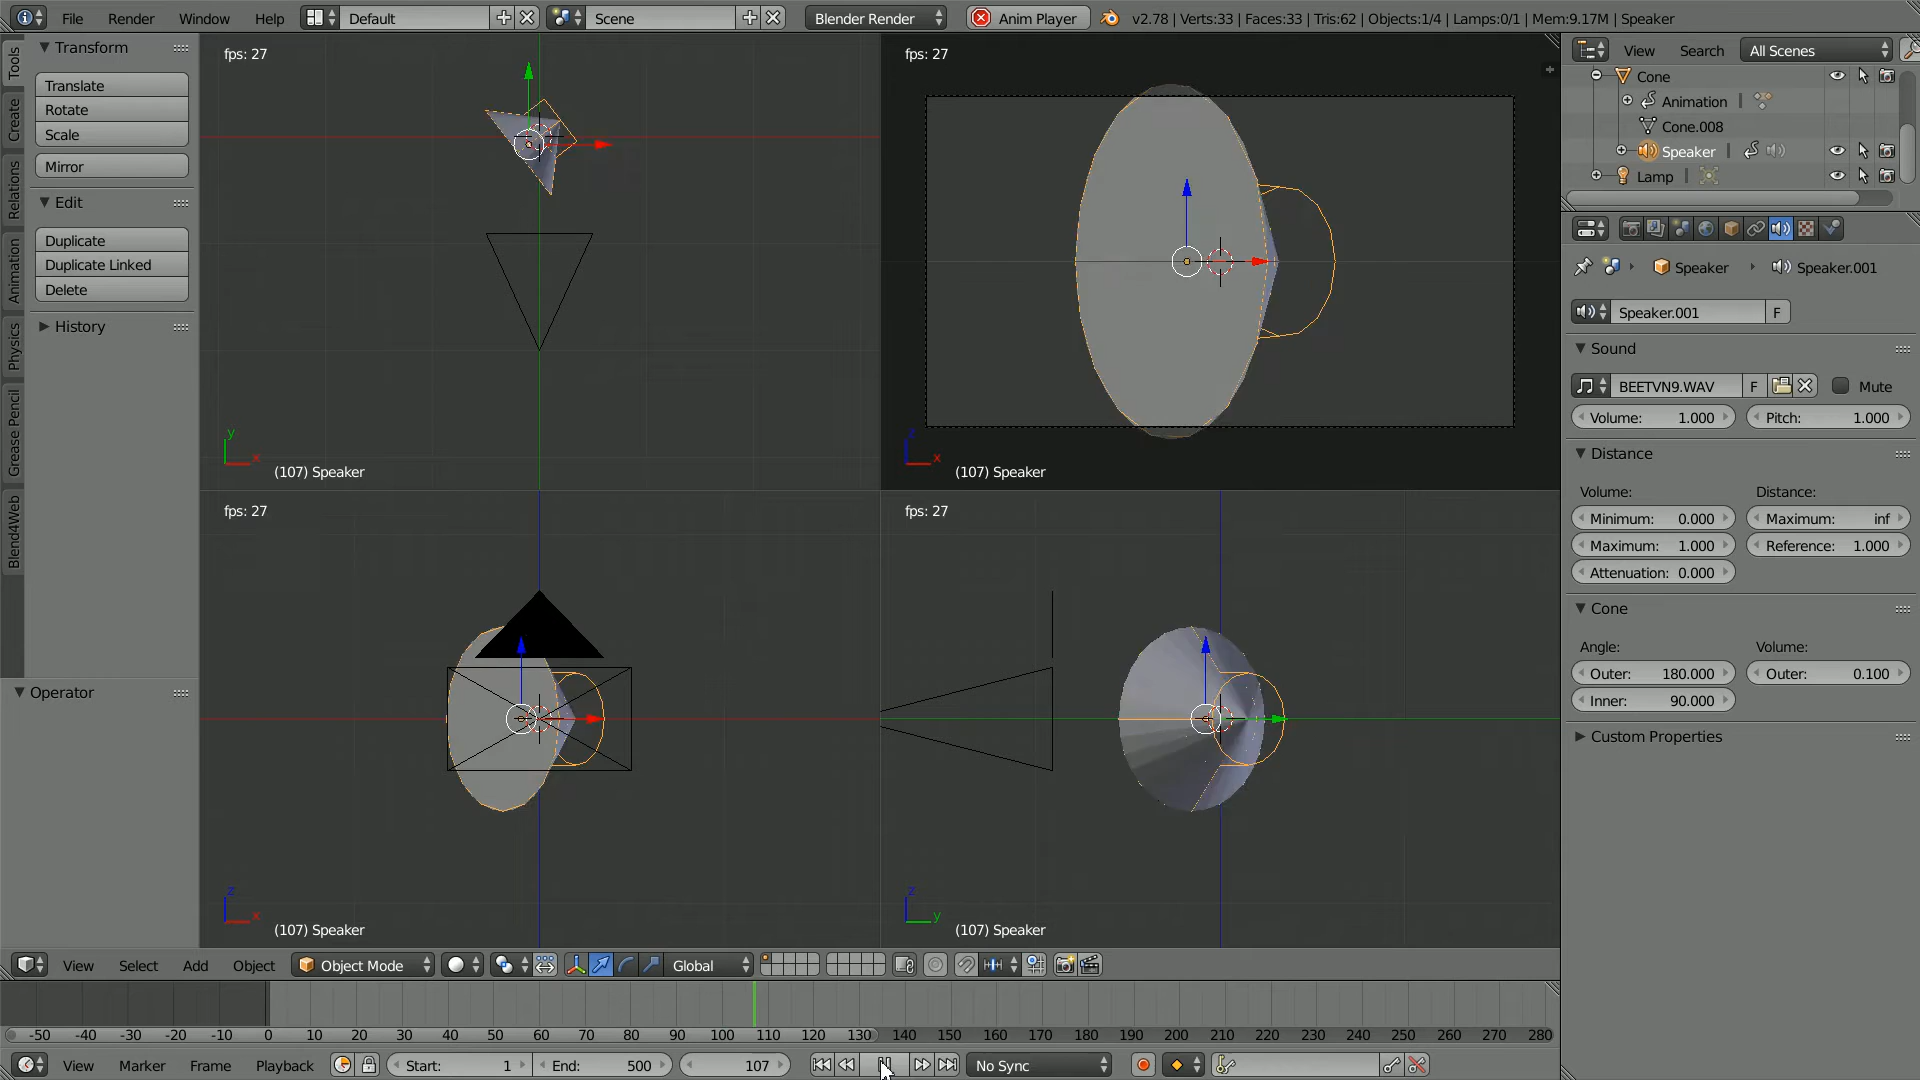 File Render Window Help Default Scene Blender Render Anim Player v2.78 | Verts:33 | Faces:33 | Tris:62 | Objects:1/4 | Lamps:0/1 | Mem:9.17M | Speaker
Tools
Create
Relations
Animation
Physics
Grease Pencil
Blend4Web
Transform
Translate
Rotate
Scale
Mirror
Edit
Duplicate
Duplicate Linked
Delete
History
Operator
fps: 27
y
x
(107) Speaker
fps: 27
z
x
(107) Speaker
fps: 27
z
x
(107) Speaker
fps: 27
z
y
(107) Speaker
View Search All Scenes
Cone
Animation
Cone.008
Speaker
Lamp
Speaker Speaker.001
Speaker.001 F
Sound
BEETVN9.WAV F Mute
Volume: 1.000 Pitch: 1.000
Distance
Volume: Distance:
Minimum: 0.000 Maximum: inf
Maximum: 1.000 Reference: 1.000
Attenuation: 0.000
Cone
Angle: Volume:
Outer: 180.000 Outer: 0.100
Inner: 90.000
Custom Properties
View Select Add Object Object Mode Global
-50 -40 -30 -20 -10 0 10 20 30 40 50 60 70 80 90 100 110 120 130 140 150 160 170 180 190 200 210 220 230 240 250 260 270 280
View Marker Frame Playback Start: 1 End: 500 107 No Sync